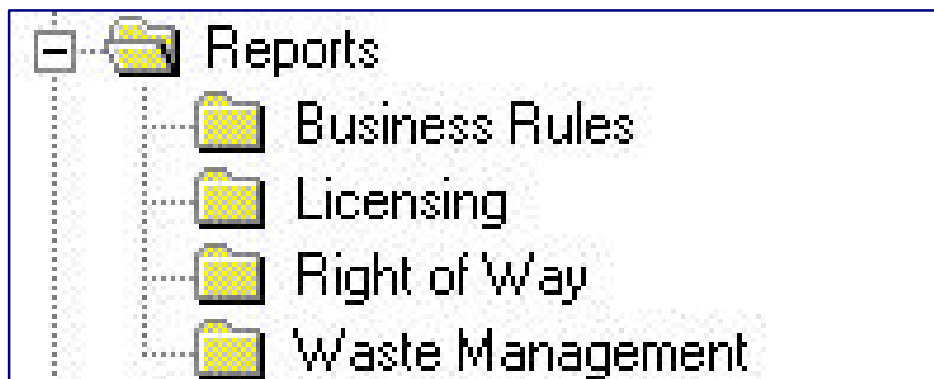 Reports
Business Rules
Licensing
Right of Way
Waste Management